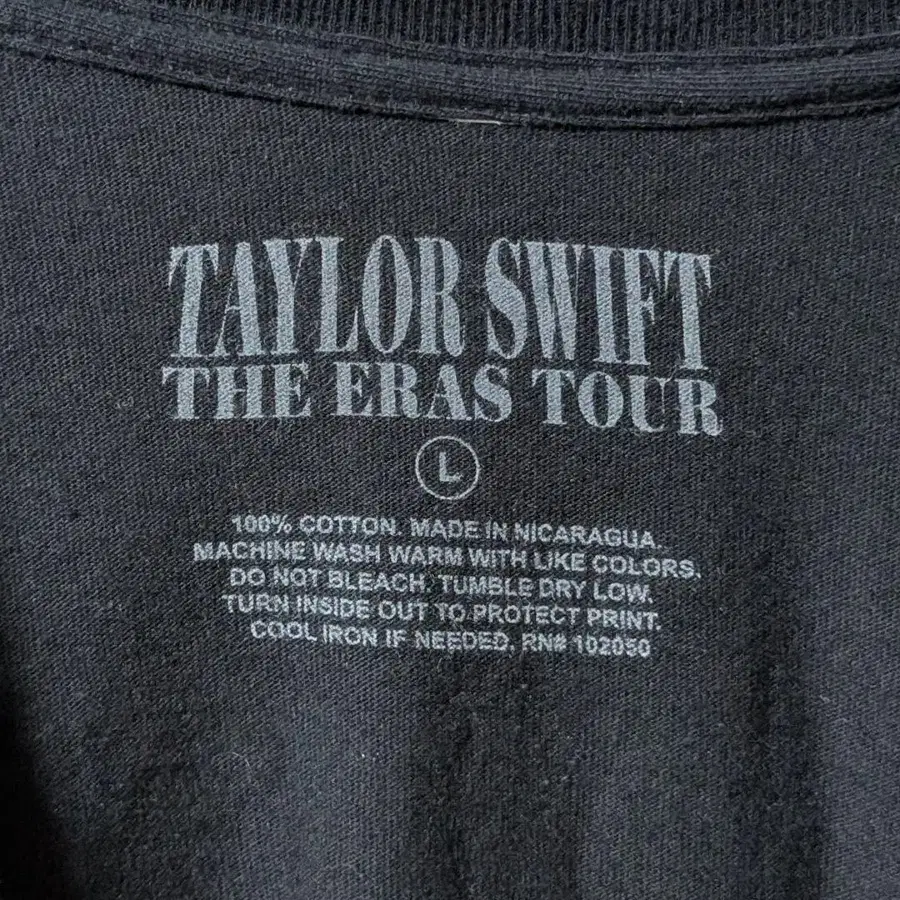 TAYLOR SWIFT
THE ERAS TOUR
L
100% COTTON. MADE IN NICARAGUA.
MACHINE WASH WARM WITH LIKE COLORS.
DO NOT BLEACH. TUMBLE DRY LOW.
TURN INSIDE OUT TO PROTECT PRINT.
COOL IRON IF NEEDED. RN# 102050